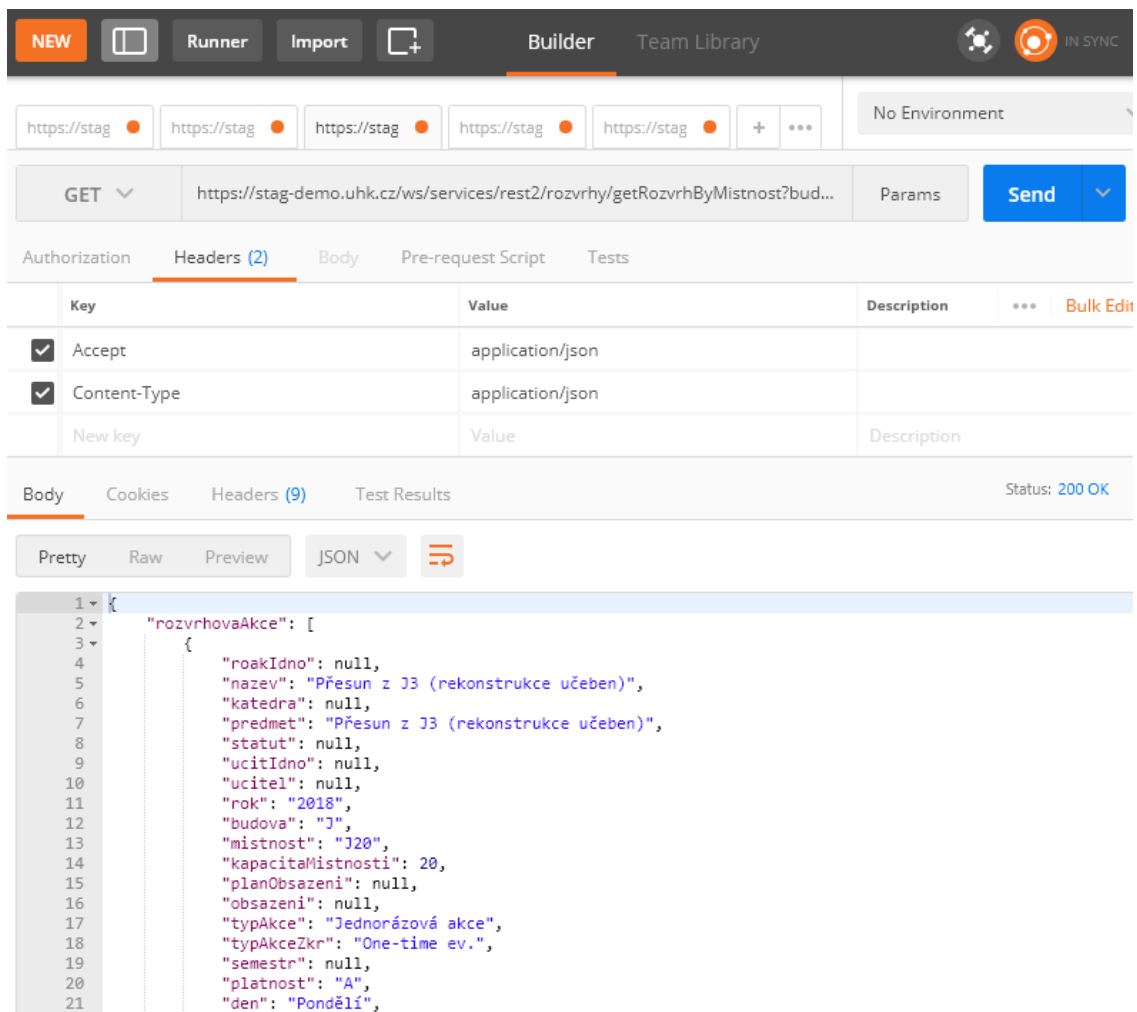 NEW Runner Import Builder Team Library IN SYNC
https://stag https://stag https://stag https://stag https://stag + ••• No Environment
GET https://stag-demo.uhk.cz/ws/services/rest2/rozvrhy/getRozvrhByMistnost?bud... Params Send
Authorization Headers (2) Body Pre-request Script Tests
Key Value Description ••• Bulk Edit
Accept application/json
Content-Type application/json
New key Value Description
Body Cookies Headers (9) Test Results Status: 200 OK
Pretty Raw Preview JSON
1 {
2 "rozvrhovaAkce": [
3 {
4 "roakIdno": null,
5 "nazev": "Přesun z J3 (rekonstrukce učeben)",
6 "katedra": null,
7 "predmet": "Přesun z J3 (rekonstrukce učeben)",
8 "statut": null,
9 "ucitIdno": null,
10 "ucitel": null,
11 "rok": "2018",
12 "budova": "J",
13 "mistnost": "J20",
14 "kapacitaMistnosti": 20,
15 "planObsazeni": null,
16 "obsazeni": null,
17 "typAkce": "Jednorázová akce",
18 "typAkceZkr": "One-time ev.",
19 "semestr": null,
20 "platnost": "A",
21 "den": "Pondělí",